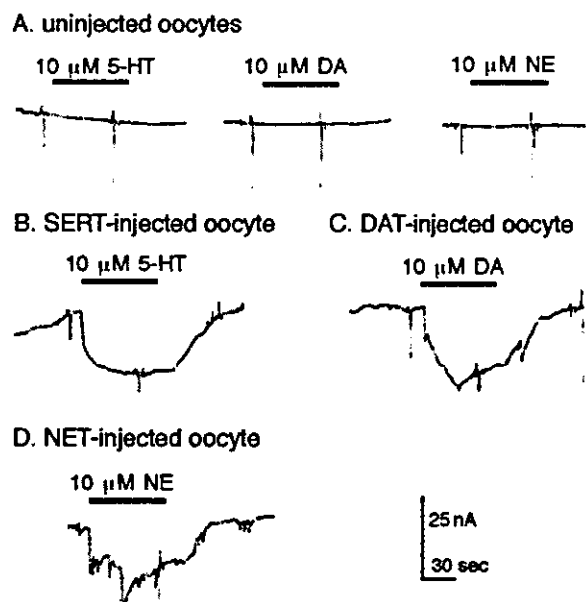 A. uninjected oocytes
10 μM 5-HT
10 μM DA
10 μM NE
B. SERT-injected oocyte
C. DAT-injected oocyte
10 μM 5-HT
10 μM DA
D. NET-injected oocyte
10 μM NE
25 nA
30 sec